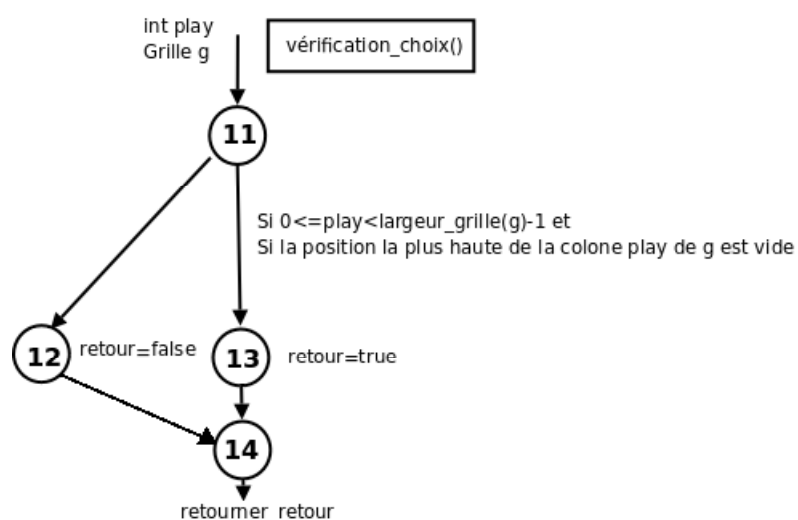 int play
Grille g
vérification_choix()
11
Si 0<=play<largeur_grille(g)-1 et
Si la position la plus haute de la colone play de g est vide
12
retour=false
13
retour=true
14
retourner retour